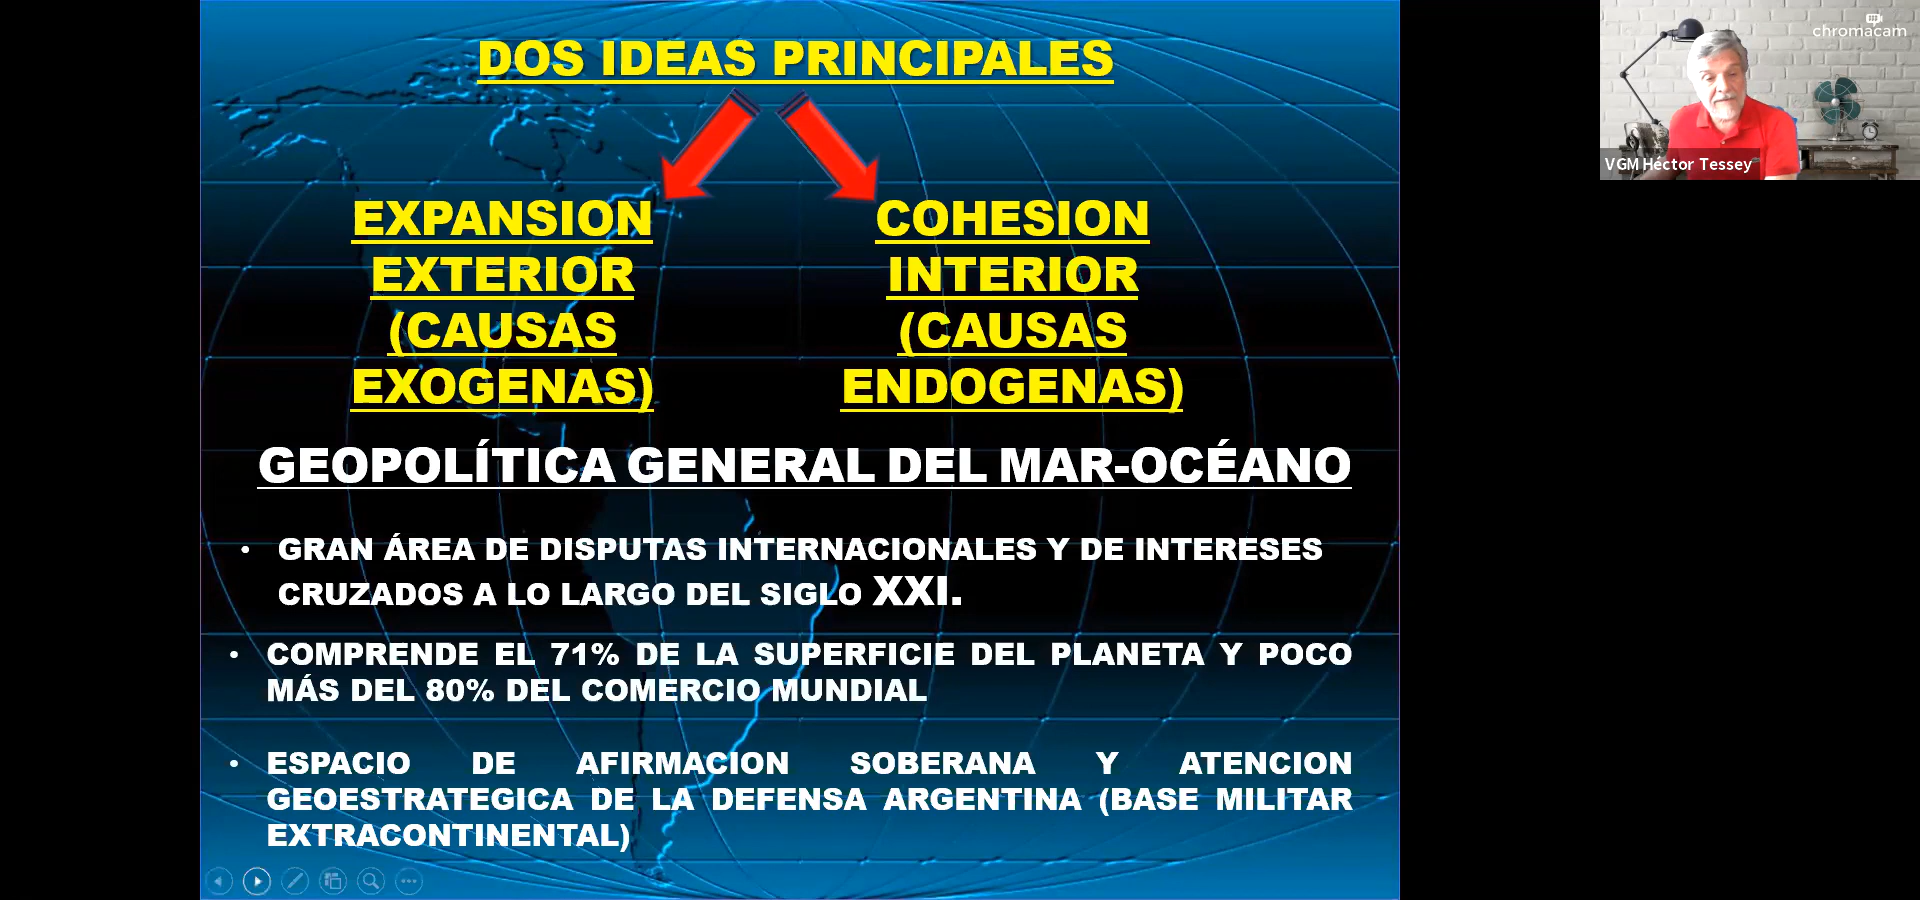 DOS IDEAS PRINCIPALES
EXPANSION
EXTERIOR
(CAUSAS
EXOGENAS)
COHESION
INTERIOR
(CAUSAS
ENDOGENAS)
GEOPOLÍTICA GENERAL DEL MAR-OCÉANO
• GRAN ÁREA DE DISPUTAS INTERNACIONALES Y DE INTERESES
CRUZADOS A LO LARGO DEL SIGLO XXI.
• COMPRENDE EL 71% DE LA SUPERFICIE DEL PLANETA Y POCO
MÁS DEL 80% DEL COMERCIO MUNDIAL
• ESPACIO DE AFIRMACION SOBERANA Y ATENCION
GEOESTRATEGICA DE LA DEFENSA ARGENTINA (BASE MILITAR
EXTRACONTINENTAL)
chromacam
VGM Héctor Tessey